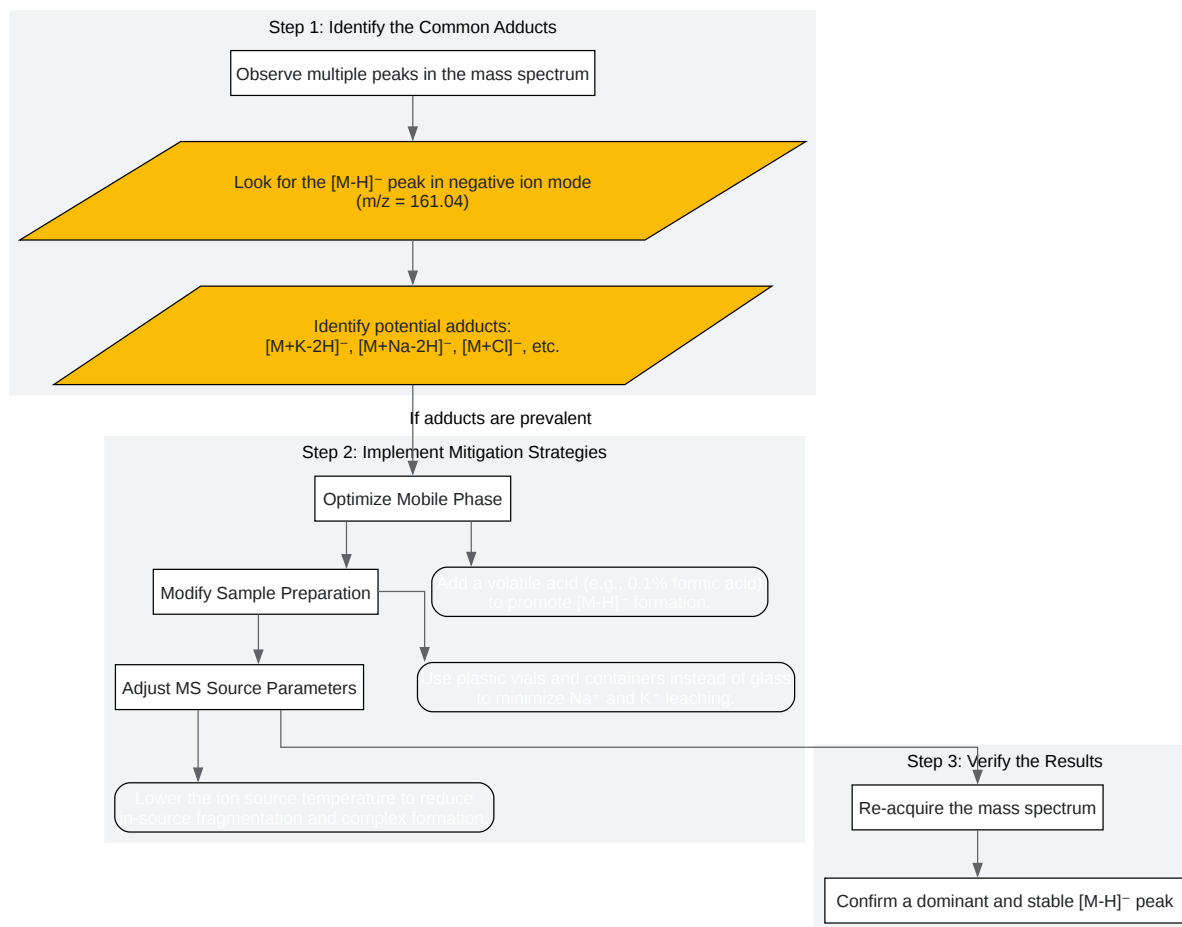 Step 1: Identify the Common Adducts
Observe multiple peaks in the mass spectrum
Look for the [M-H]⁻ peak in negative ion mode
(m/z = 161.04)
Identify potential adducts:
[M+K-2H]⁻, [M+Na-2H]⁻, [M+Cl]⁻, etc.
If adducts are prevalent
Step 2: Implement Mitigation Strategies
Optimize Mobile Phase
Modify Sample Preparation
Add a volatile acid (e.g., 0.1% formic acid)
to promote [M-H]⁻ formation.
Adjust MS Source Parameters
Use plastic vials and containers instead of glass
to minimize Na⁺ and K⁺ leaching.
Lower the ion source temperature to reduce
in-source fragmentation and complex formation.
Step 3: Verify the Results
Re-acquire the mass spectrum
Confirm a dominant and stable [M-H]⁻ peak